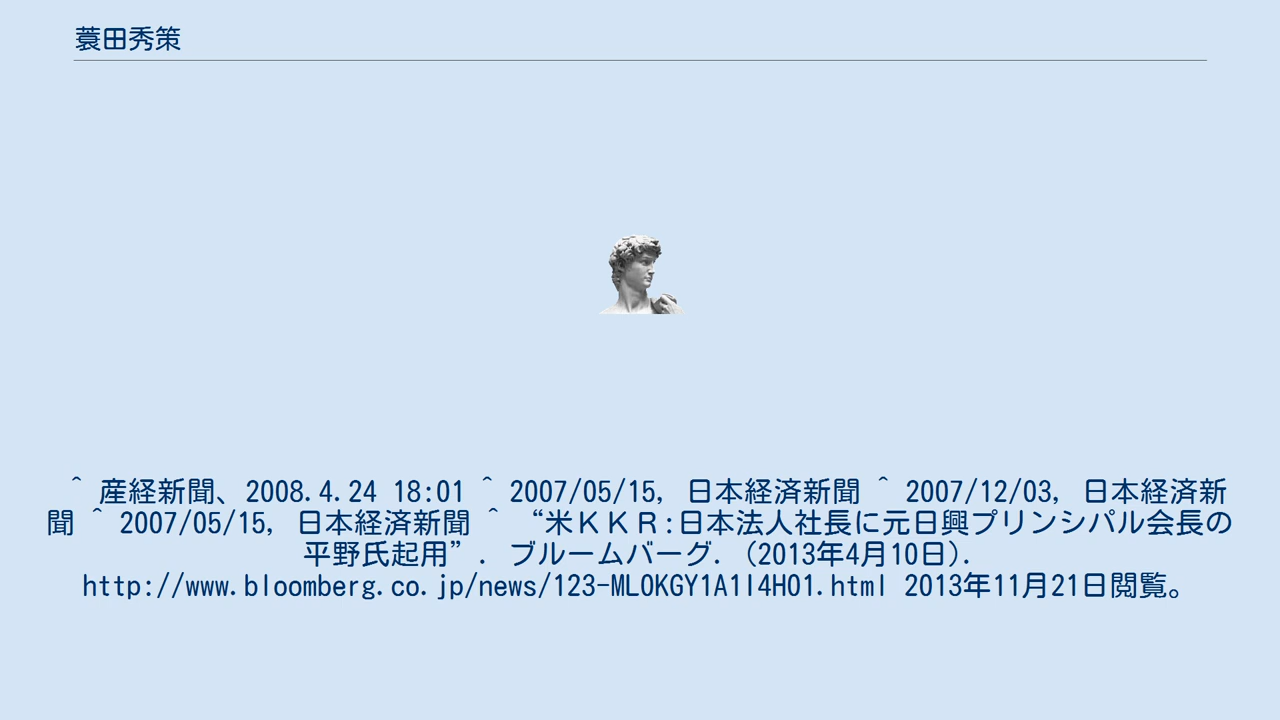 蓑田秀策
^ 産経新聞、2008.4.24 18:01 ^ 2007/05/15, 日本経済新聞 ^ 2007/12/03, 日本経済新
聞 ^ 2007/05/15, 日本経済新聞 ^ “米ＫＫＲ:日本法人社長に元日興プリンシパル会長の
平野氏起用”. ブルームバーグ. (2013年4月10日).
http://www.bloomberg.co.jp/news/123-ML0KGY1A1I4H01.html 2013年11月21日閲覧。